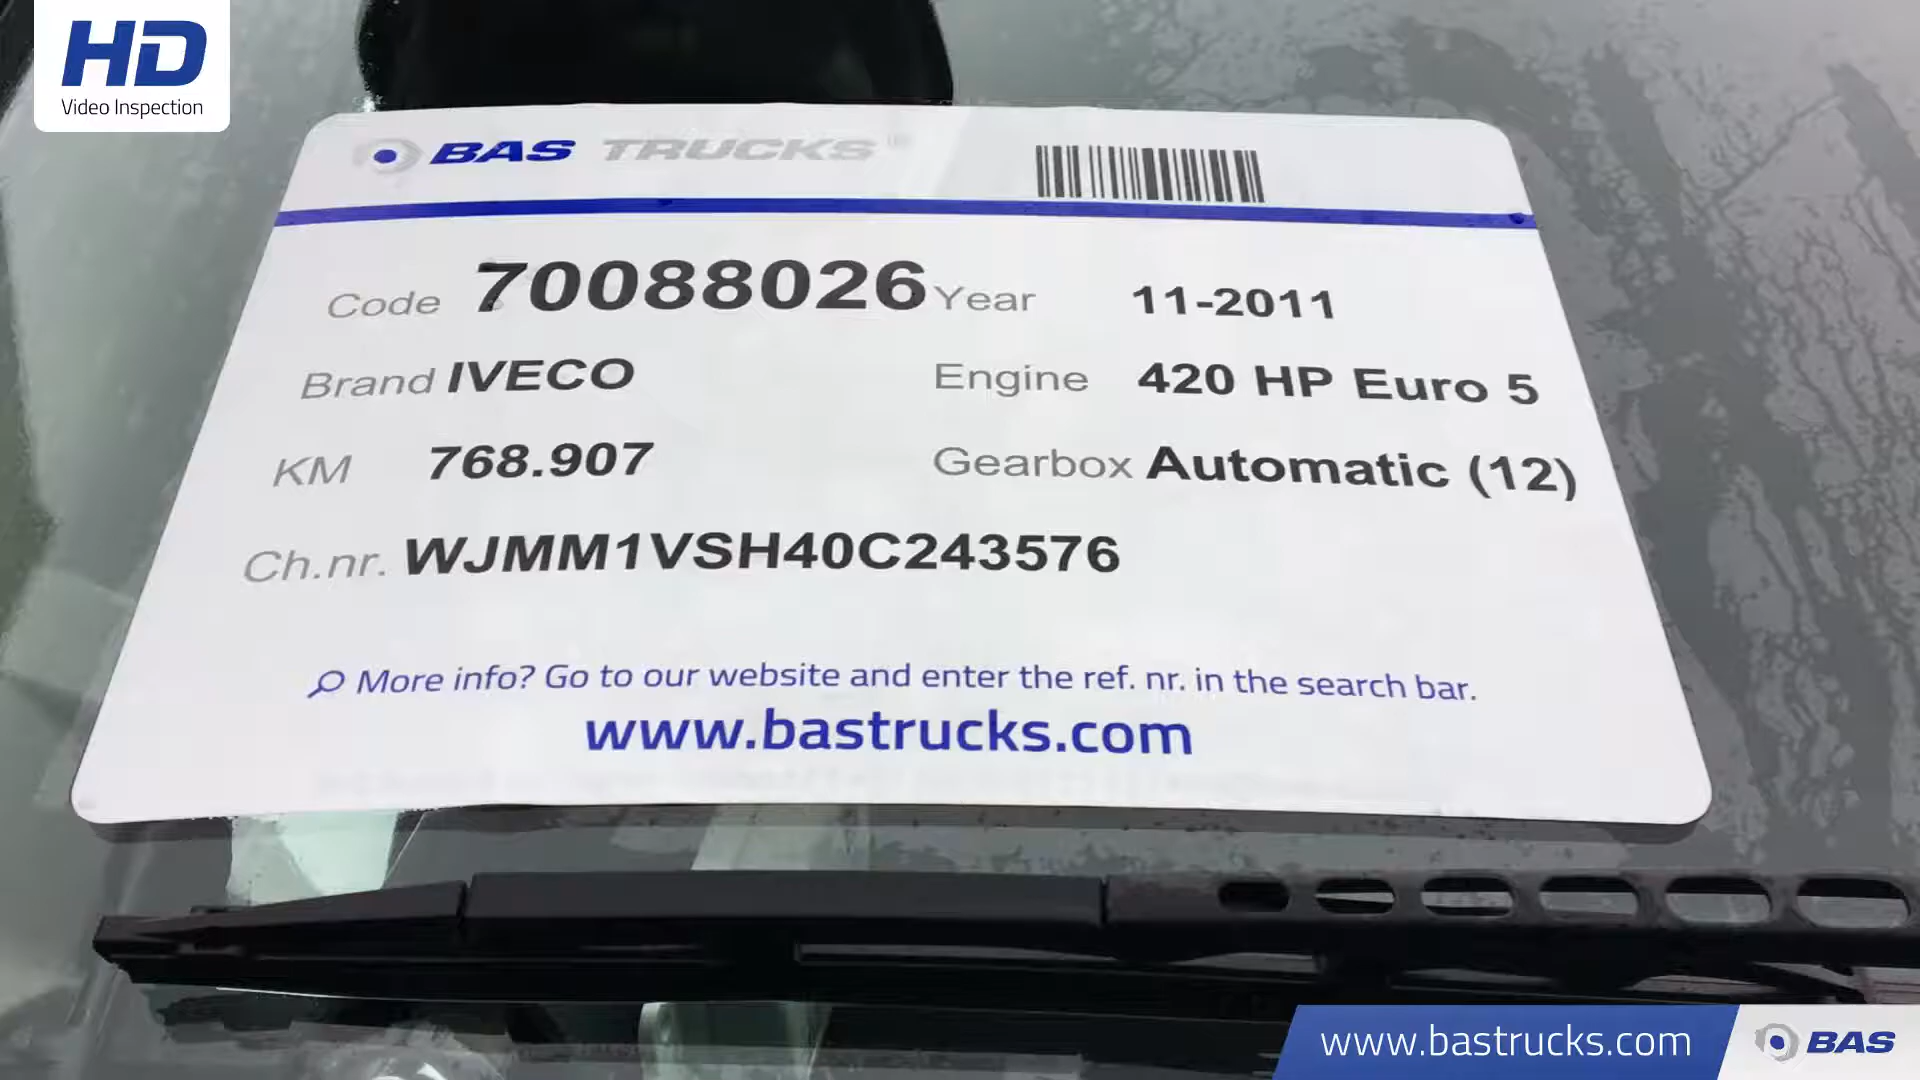 HD
Video Inspection
BAS TRUCKS
Code 70088026 Year 11-2011
Brand IVECO Engine 420 HP Euro 5
KM 768.907 Gearbox Automatic (12)
Ch.nr. WJMM1VSH40C243576
More info? Go to our website and enter the ref. nr. in the search bar.
www.bastrucks.com
www.bastrucks.com BAS